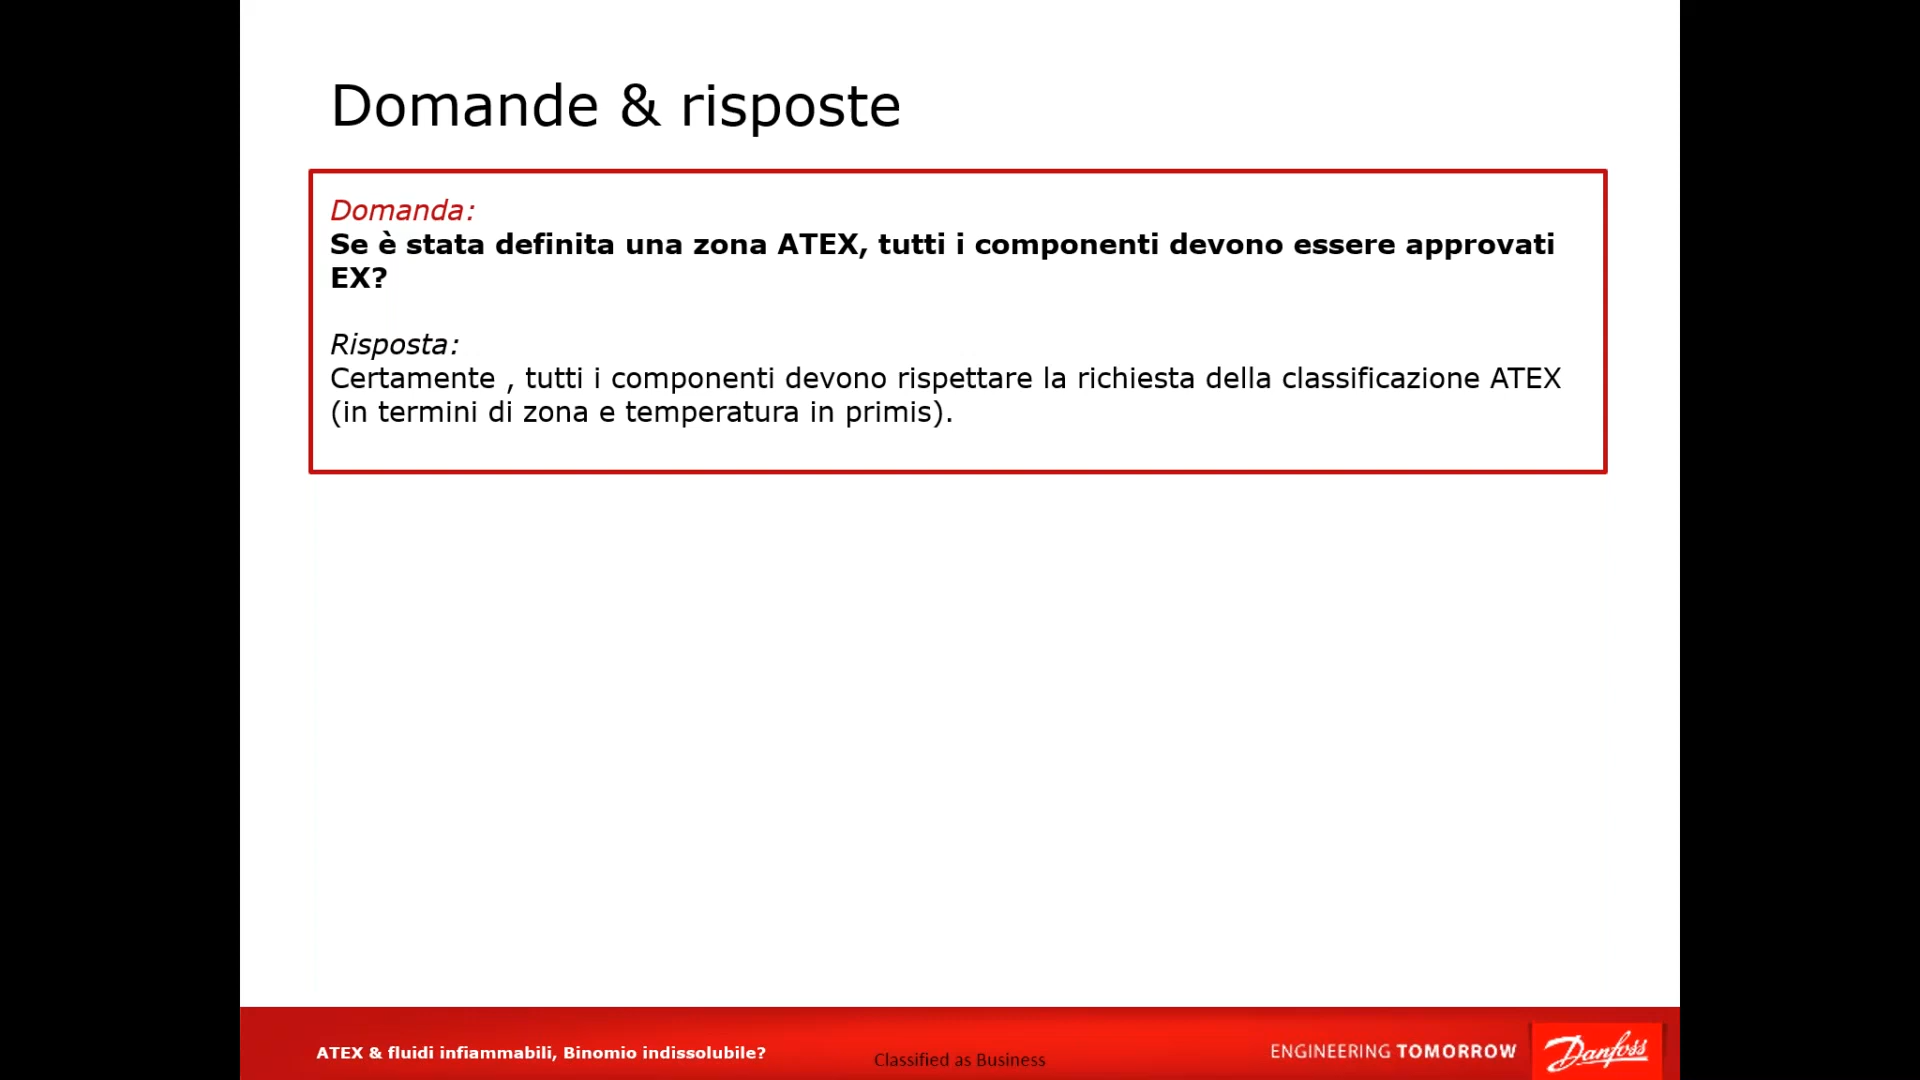 Domande & risposte
Domanda:
Se è stata definita una zona ATEX, tutti i componenti devono essere approvati
EX?
Risposta:
Certamente , tutti i componenti devono rispettare la richiesta della classificazione ATEX
(in termini di zona e temperatura in primis).
ATEX & fluidi infiammabili, Binomio indissolubile?
Classified as Business
ENGINEERING TOMORROW
Danfoss